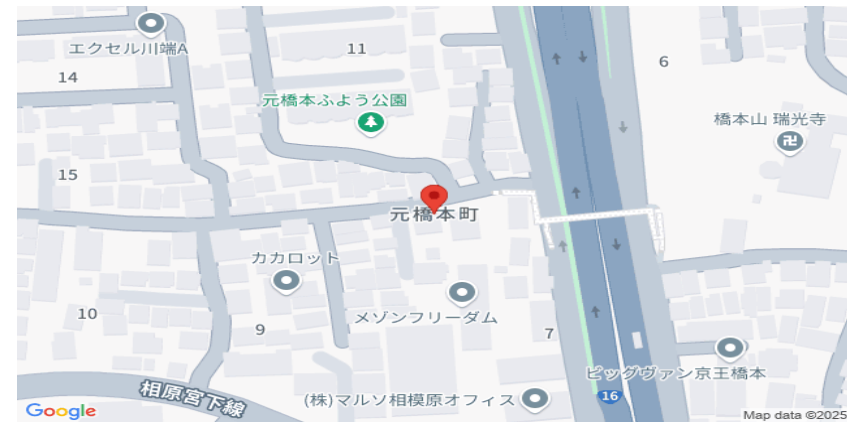 エクセル川端A
11
6
14
元橋本ふよう公園
橋本山 瑞光寺
15
元橋本町
カカロット
10
メゾンフリーダム
9
7
ビッグヴァン京王橋本
相原宮下線
(株)マルソ相模原オフィス
16
Google
Map data ©2025